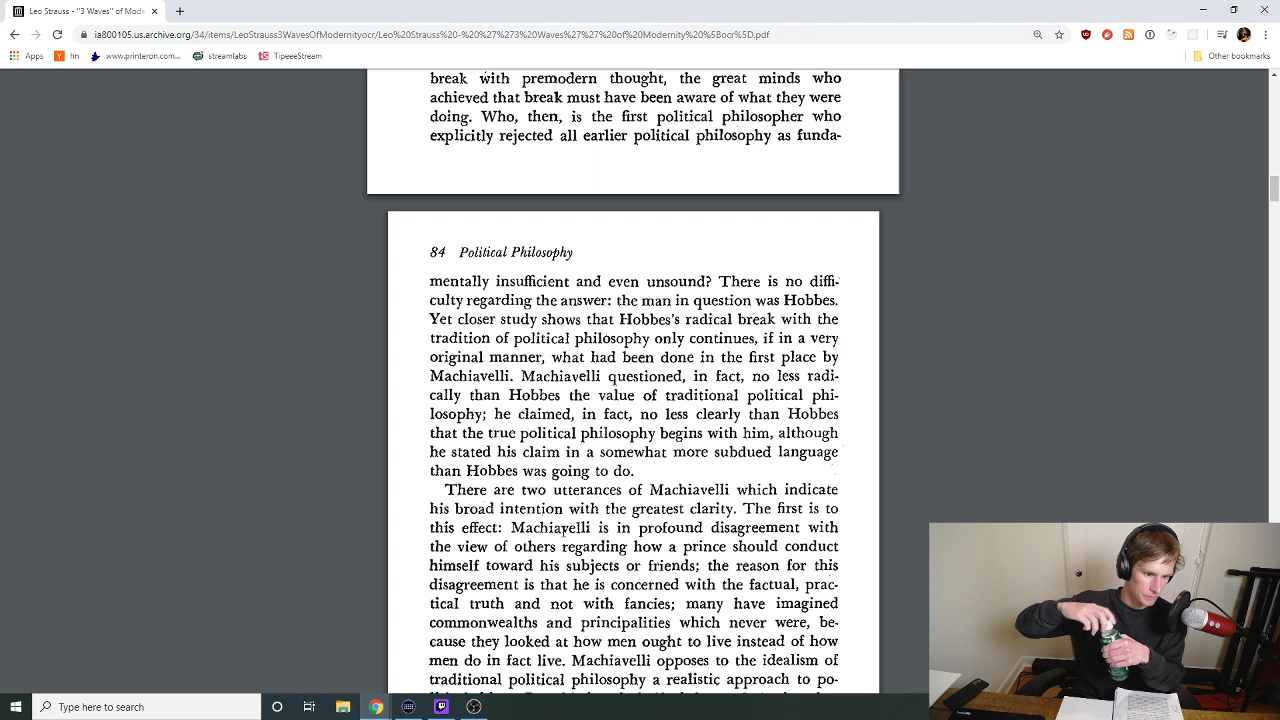 Leo Strauss - "3 Waves" of Mode
ia800105.us.archive.org/34/items/LeoStrauss3WavesOfModernityocr/Leo%20Strauss%20-%20%27%273%20Waves%27%27%20of%20Modernity%20%5Bocr%5D.pdf
Apps
hn
www.printeron.com...
streamlabs
TipeeeStream
Other bookmarks
break with premodern thought, the great minds who
achieved that break must have been aware of what they were
doing. Who, then, is the first political philosopher who
explicitly rejected all earlier political philosophy as funda-
84 Political Philosophy
mentally insufficient and even unsound? There is no diffi-
culty regarding the answer: the man in question was Hobbes.
Yet closer study shows that Hobbes's radical break with the
tradition of political philosophy only continues, if in a very
original manner, what had been done in the first place by
Machiavelli. Machiavelli questioned, in fact, no less radi-
cally than Hobbes the value of traditional political phi-
losophy; he claimed, in fact, no less clearly than Hobbes
that the true political philosophy begins with him, although
he stated his claim in a somewhat more subdued language
than Hobbes was going to do.
There are two utterances of Machiavelli which indicate
his broad intention with the greatest clarity. The first is to
this effect: Machiavelli is in profound disagreement with
the view of others regarding how a prince should conduct
himself toward his subjects or friends; the reason for this
disagreement is that he is concerned with the factual, prac-
tical truth and not with fancies; many have imagined
commonwealths and principalities which never were, be-
cause they looked at how men ought to live instead of how
men do in fact live. Machiavelli opposes to the idealism of
traditional political philosophy a realistic approach to po-
Type here to search